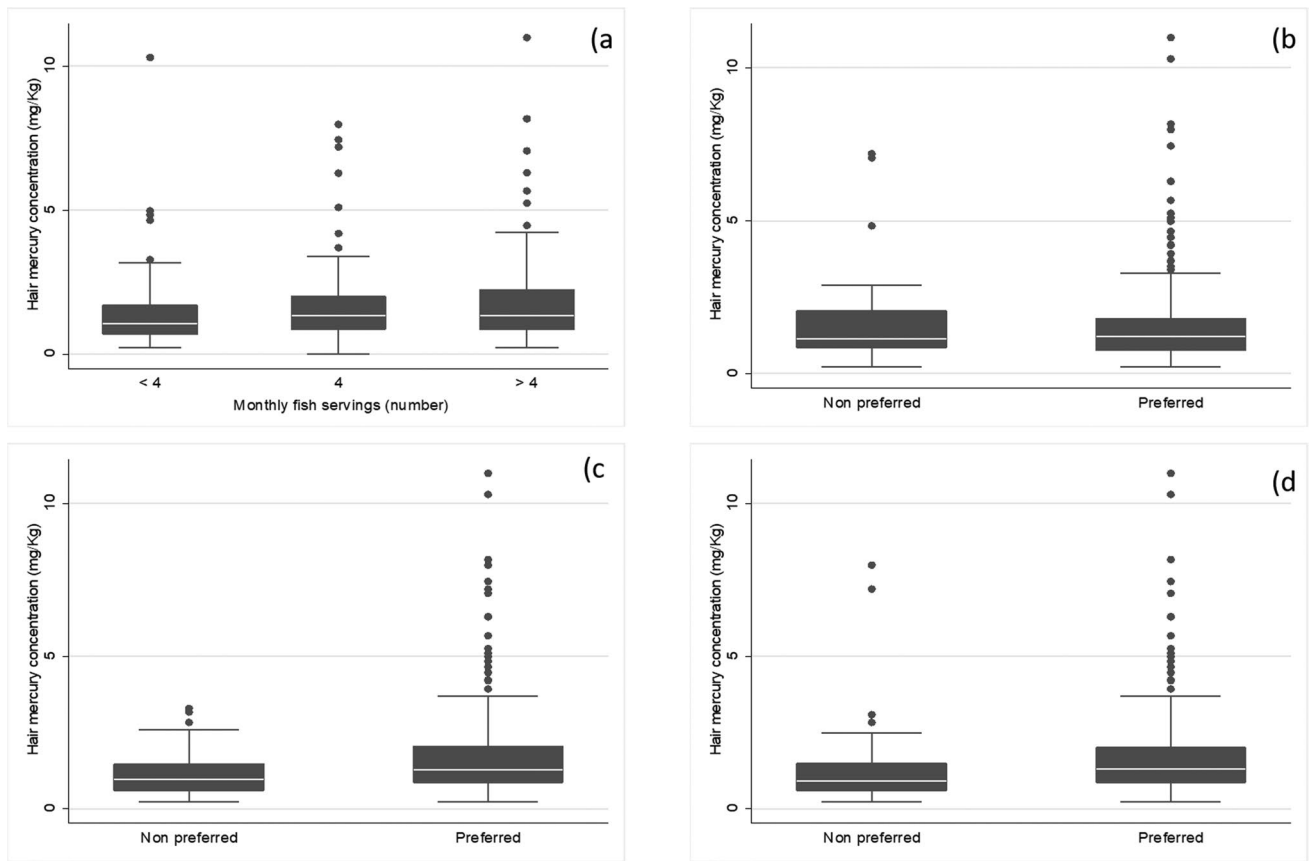 (a
Hair mercury concentration (mg/Kg)
10
5
0
< 4
4
> 4
Monthly fish servings (number)
(b
Hair mercury concentration (mg/Kg)
10
5
0
Non preferred
Preferred
(c
Hair mercury concentration (mg/Kg)
10
5
0
Non preferred
Preferred
(d
Hair mercury concentration (mg/Kg)
10
5
0
Non preferred
Preferred